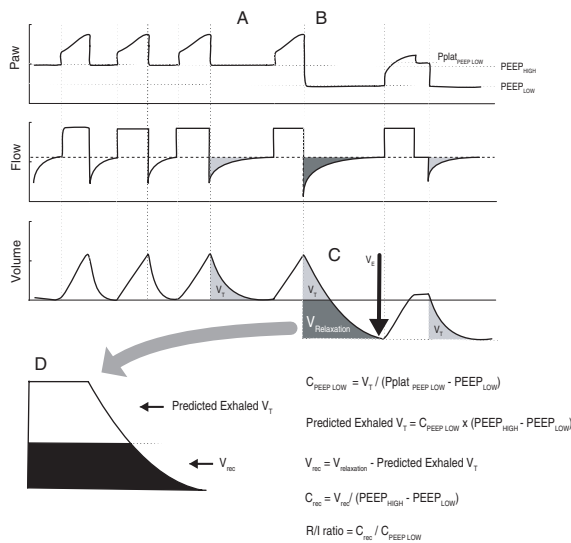 A B
Paw
Pplat PEEP LOW
PEEP HIGH
PEEP LOW
Flow
Volume
C
V E
V T
V T
V T
V Relaxation
D
Predicted Exhaled V T
V rec
C PEEP LOW = V T / (Pplat PEEP LOW - PEEP LOW)
Predicted Exhaled V T = C PEEP LOW x (PEEP HIGH - PEEP LOW)
V rec = V relaxation - Predicted Exhaled V T
C rec = V rec / (PEEP HIGH - PEEP LOW)
R/I ratio = C rec / C PEEP LOW